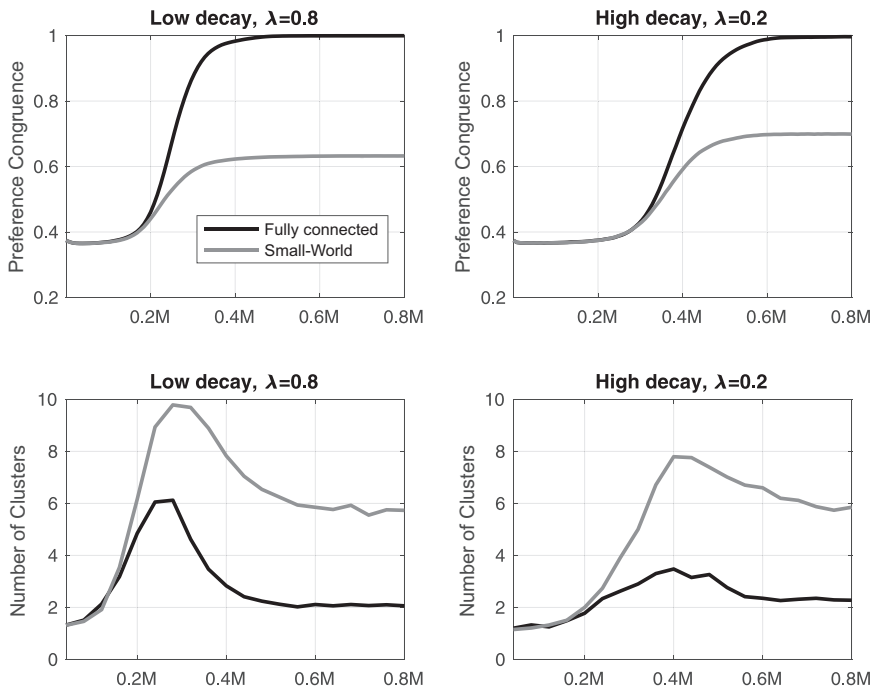 Low decay, λ=0.8
High decay, λ=0.2
Preference Congruence
1
0.8
0.6
0.4
0.2
0.2M 0.4M 0.6M 0.8M
Fully connected
Small-World
Preference Congruence
1
0.8
0.6
0.4
0.2
0.2M 0.4M 0.6M 0.8M
Low decay, λ=0.8
High decay, λ=0.2
Number of Clusters
10
8
6
4
2
0
0.2M 0.4M 0.6M 0.8M
Number of Clusters
10
8
6
4
2
0
0.2M 0.4M 0.6M 0.8M